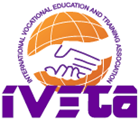 INTERNATIONAL VOCATIONAL EDUCATION AND TRAINING ASSOCIATION
iVeta